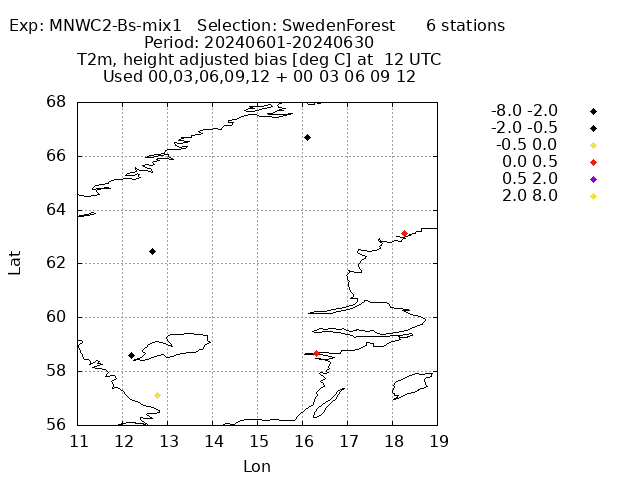 Exp: MNWC2-Bs-mix1 Selection: SwedenForest 6 stations
Period: 20240601-20240630
T2m, height adjusted bias [deg C] at 12 UTC
Used 00,03,06,09,12 + 00 03 06 09 12
-8.0 -2.0
-2.0 -0.5
-0.5 0.0
0.0 0.5
0.5 2.0
2.0 8.0
68
66
64
62
60
58
56
Lat
11 12 13 14 15 16 17 18 19
Lon